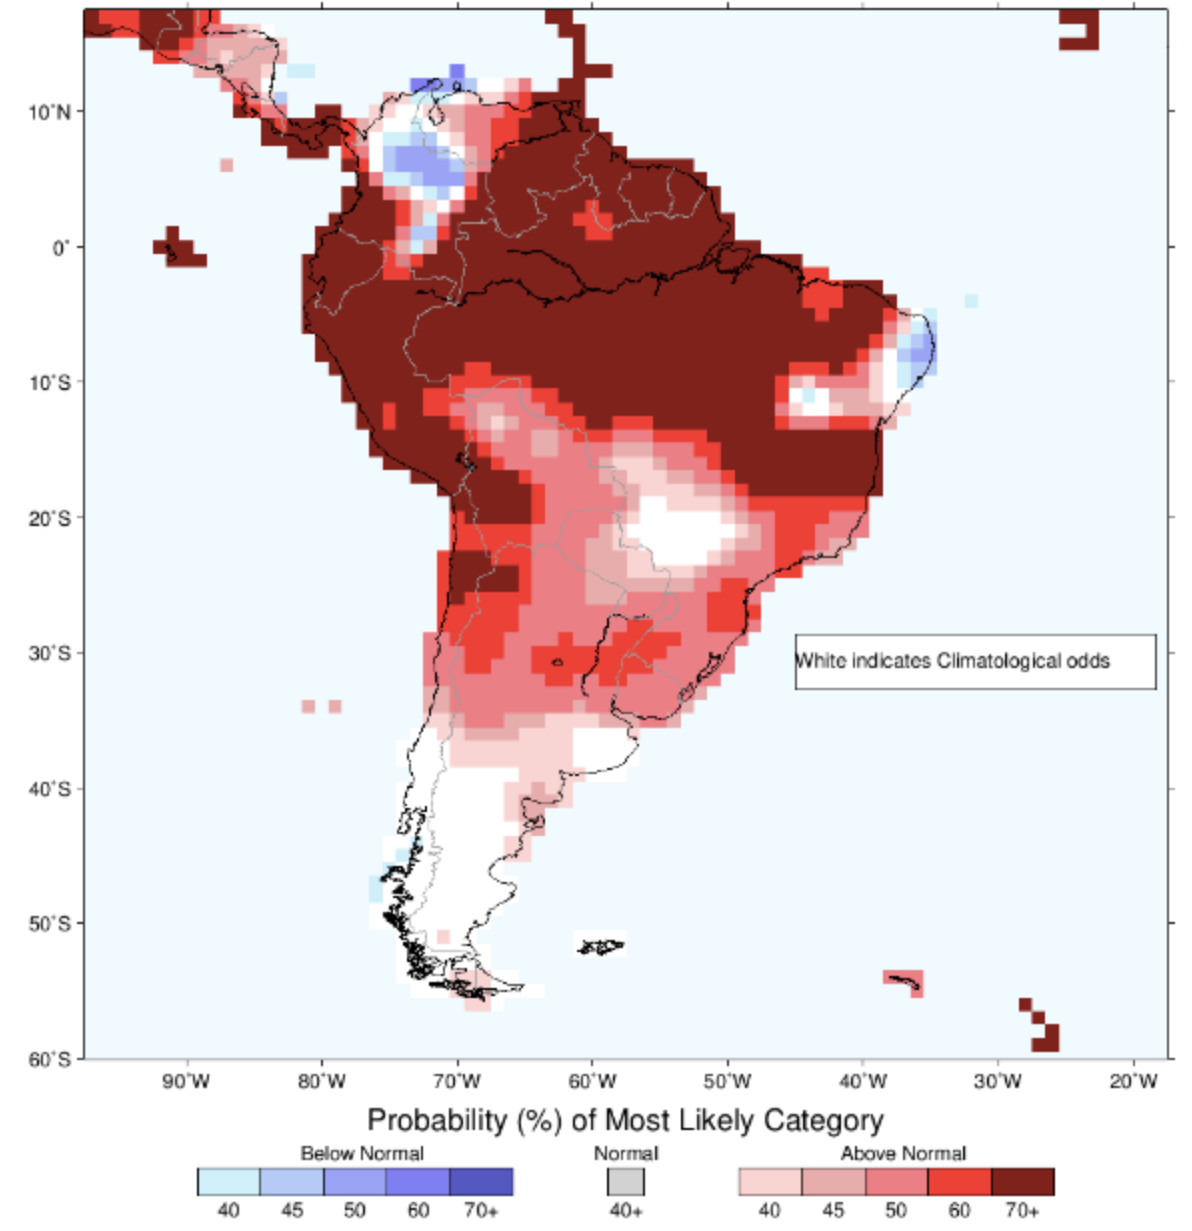 10°N
0°
10°S
20°S
30°S
40°S
50°S
60°S
White indicates Climatological odds
90°W 80°W 70°W 60°W 50°W 40°W 30°W 20°W
Probability (%) of Most Likely Category
Below Normal Normal Above Normal
40 45 50 60 70+ 40+ 40 45 50 60 70+